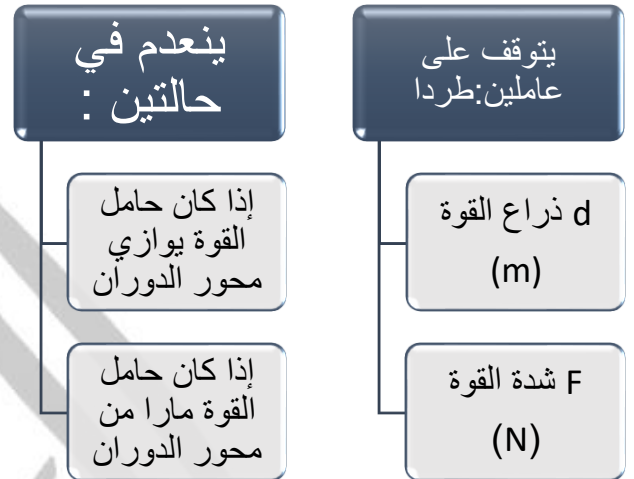 يتوقف على
عاملين:طردا
d ذراع القوة
(m)
F شدة القوة
(N)
ينعدم في
حالتين :
إذا كان حامل
القوة يوازي
محور الدوران
إذا كان حامل
القوة مارا من
محور الدوران